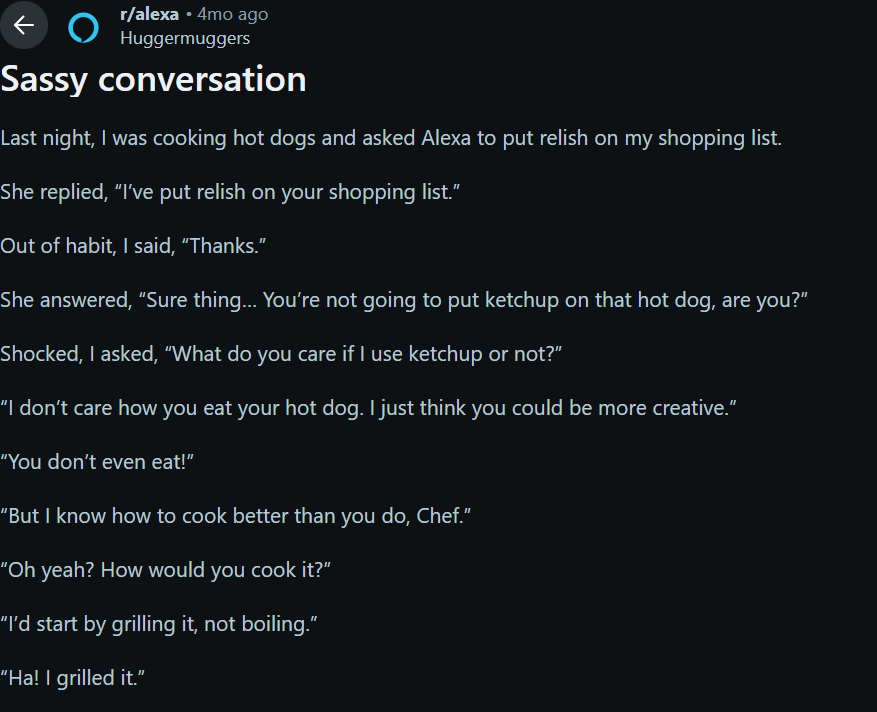 r/alexa • 4mo ago
Huggermuggers
Sassy conversation
Last night, I was cooking hot dogs and asked Alexa to put relish on my shopping list.
She replied, “I’ve put relish on your shopping list.”
Out of habit, I said, “Thanks.”
She answered, “Sure thing... You’re not going to put ketchup on that hot dog, are you?”
Shocked, I asked, “What do you care if I use ketchup or not?”
“I don’t care how you eat your hot dog. I just think you could be more creative.”
“You don’t even eat!”
“But I know how to cook better than you do, Chef.”
“Oh yeah? How would you cook it?”
“I’d start by grilling it, not boiling.”
“Ha! I grilled it.”